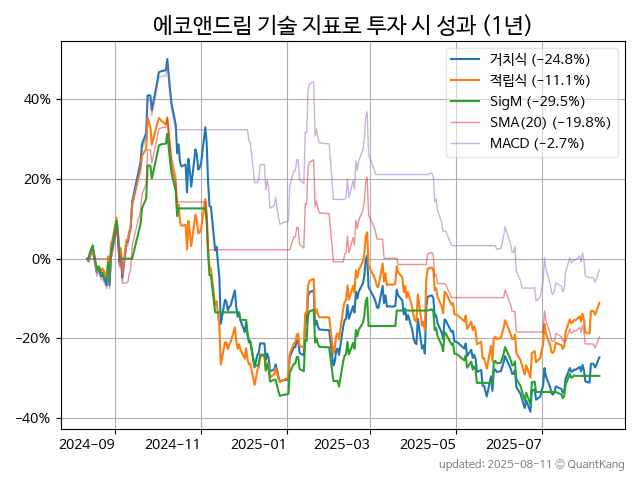 에코앤드림 기술 지표로 투자 시 성과 (1년)
거치식 (−24.8%)
적립식 (−11.1%)
SigM (−29.5%)
SMA(20) (−19.8%)
MACD (−2.7%)
40%
20%
0%
−20%
−40%
2024-09 2024-11 2025-01 2025-03 2025-05 2025-07
updated: 2025-08-11 © QuantKang